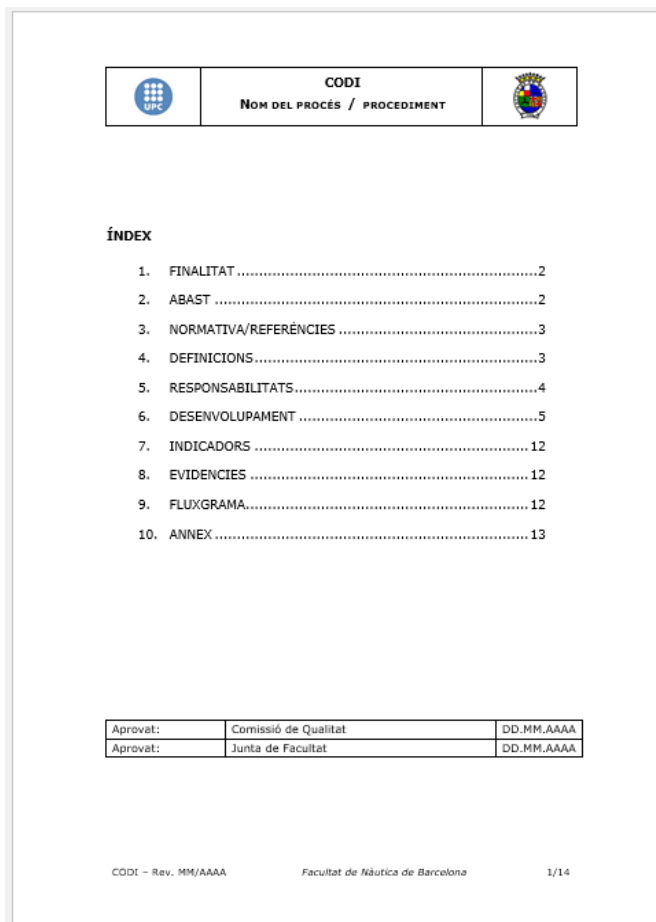 UPC
CODI
NOM DEL PROCÉS / PROCEDIMENT
ÍNDEX
1. FINALITAT ........................................................................2
2. ABAST .............................................................................2
3. NORMATIVA/REFERÈNCIES ................................................3
4. DEFINICIONS....................................................................3
5. RESPONSABILITATS...........................................................4
6. DESENVOLUPAMENT ..........................................................5
7. INDICADORS ..................................................................12
8. EVIDENCIES ...................................................................12
9. FLUXGRAMA....................................................................12
10. ANNEX ...........................................................................13
Aprovat: Comissió de Qualitat DD.MM.AAAA
Aprovat: Junta de Facultat DD.MM.AAAA
CODI – Rev. MM/AAAA Facultat de Nàutica de Barcelona 1/14